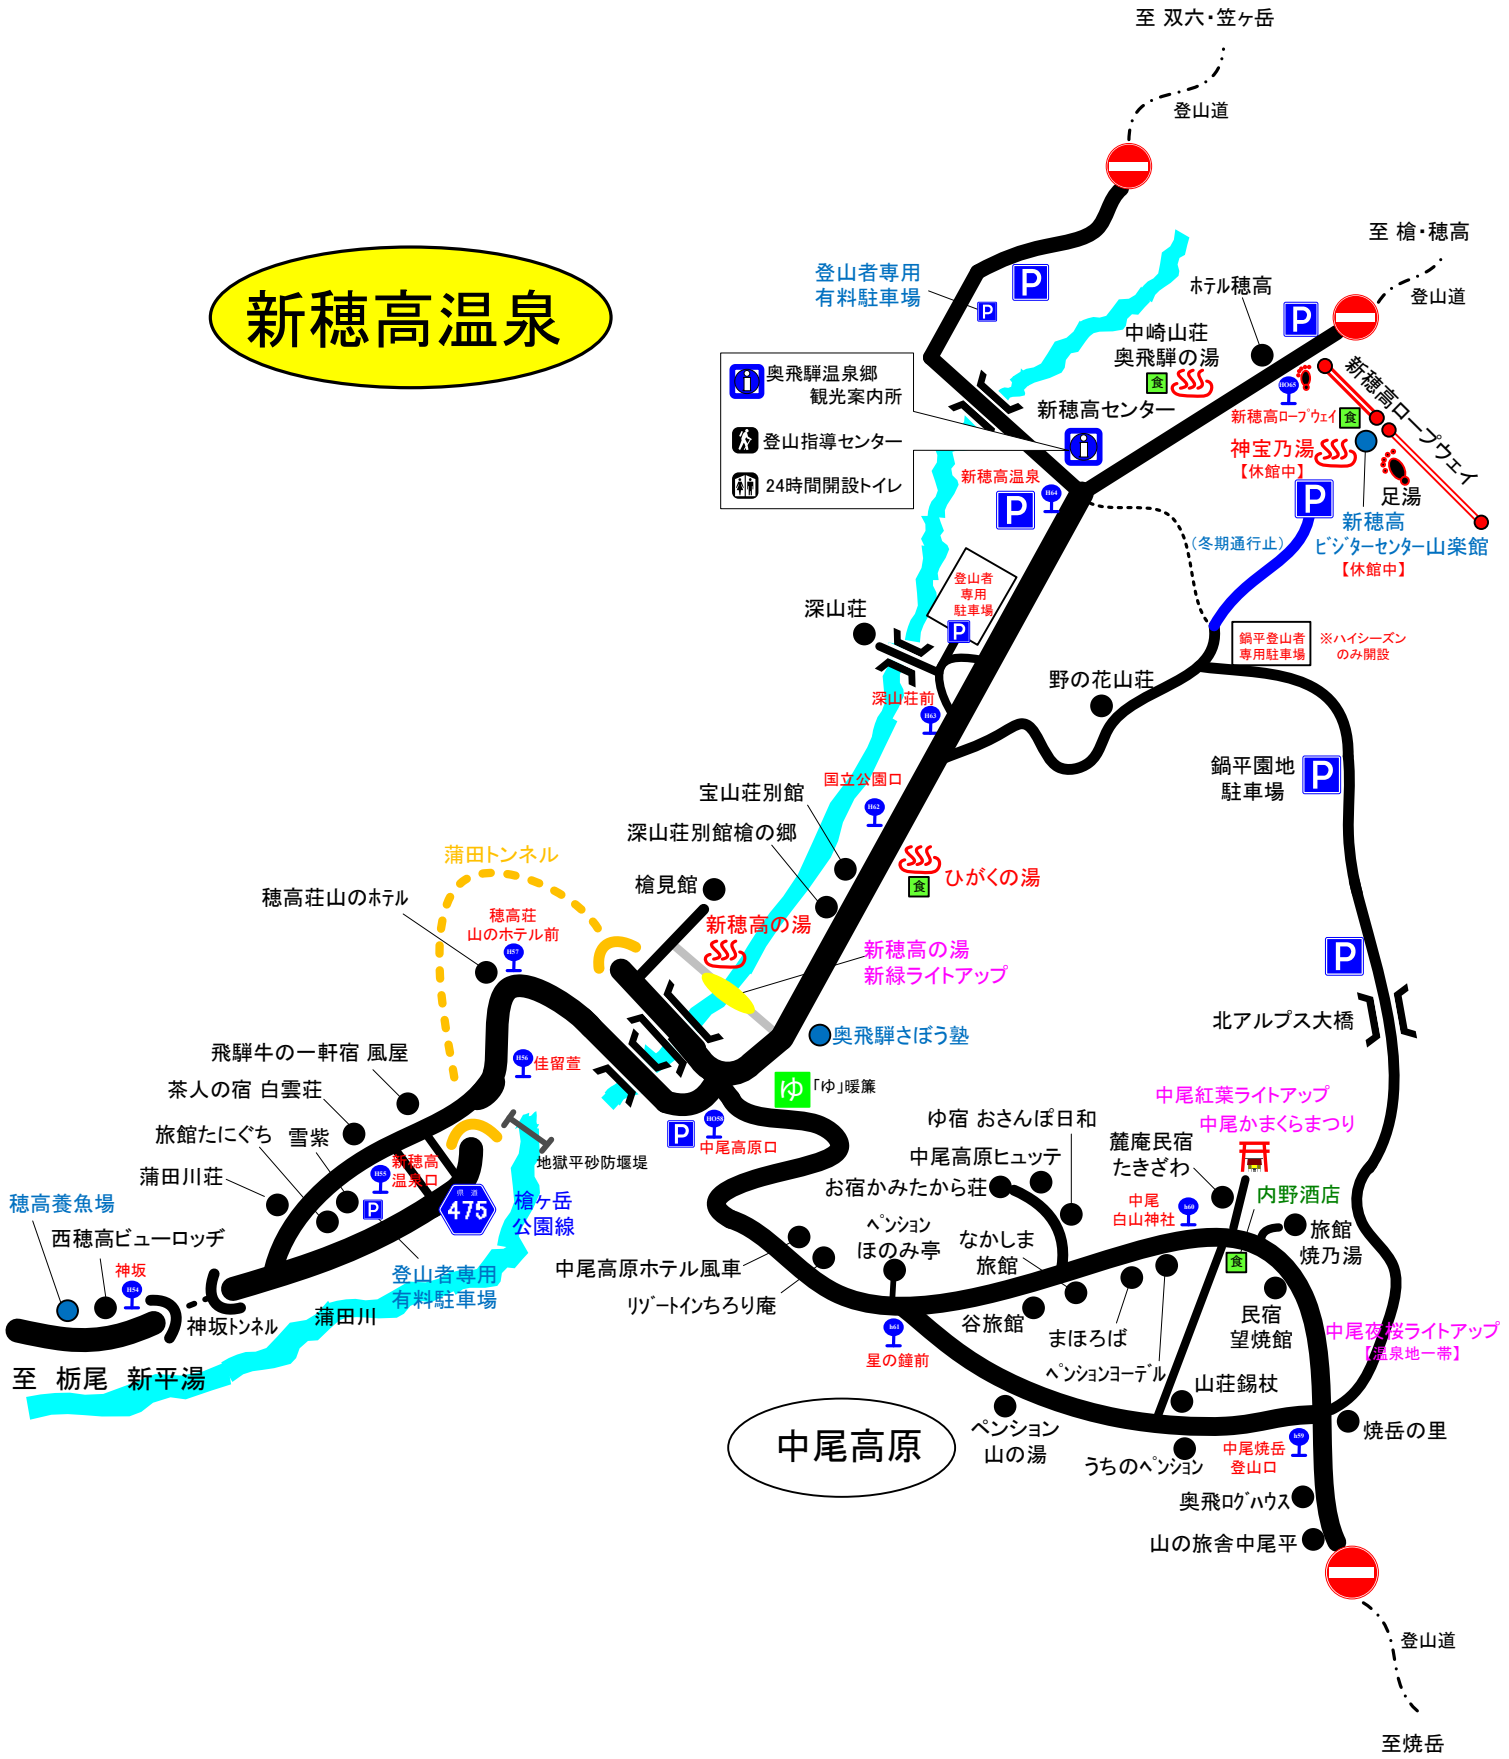 至 双六・笠ヶ岳
登山道
至 槍・穂高
登山道
新穂高温泉
登山者専用
有料駐車場
P
P
ホテル穂高
P
中崎山荘
奥飛騨の湯
食
新穂高センター
奥飛騨温泉郷
観光案内所
登山指導センター
24時間開設トイレ
HO65
新穂高ロープウェイ
食
新穂高ロープウェイ
神宝乃湯
【休館中】
足湯
新穂高
ビジターセンター山楽館
【休館中】
P
(冬期通行止)
新穂高温泉
H64
P
登山者
専用
駐車場
P
深山荘
深山荘前
H63
鍋平登山者
専用駐車場
※ハイシーズン
のみ開設
野の花山荘
鍋平園地
駐車場
P
国立公園口
H62
宝山荘別館
深山荘別館槍の郷
ひがくの湯
食
蒲田トンネル
槍見館
穂高荘山のホテル
穂高荘
山のホテル前
H57
新穂高の湯
新穂高の湯
新緑ライトアップ
P
北アルプス大橋
奥飛騨さぼう塾
飛騨牛の一軒宿 風屋
H56
佳留萱
茶人の宿 白雲荘
ゆ
「ゆ」暖簾
中尾紅葉ライトアップ
中尾かまくらまつり
旅館たにぐち
雪紫
P
HO58
中尾高原口
ゆ宿 おさんぽ日和
中尾高原ヒュッテ
お宿かみたから荘
麓庵民宿
たきざわ
蒲田川荘
H55
新穂高
温泉口
P
地獄平砂防堰堤
県道
475
槍ヶ岳
公園線
中尾
白山神社
h60
内野酒店
食
旅館
焼乃湯
穂高養魚場
西穂高ビューロッヂ
神坂
H54
神坂トンネル
登山者専用
有料駐車場
蒲田川
中尾高原ホテル風車
リゾートインちろり庵
ペンション
ほのみ亭
なかしま
旅館
谷旅館
まほろば
ペンションヨーデル
民宿
望焼館
中尾夜桜ライトアップ
【温泉地一帯】
h61
星の鐘前
至 栃尾 新平湯
山荘錫杖
中尾高原
ペンション
山の湯
うちのペンション
中尾焼岳
登山口
h59
焼岳の里
奥飛ログハウス
山の旅舎中尾平
登山道
至焼岳